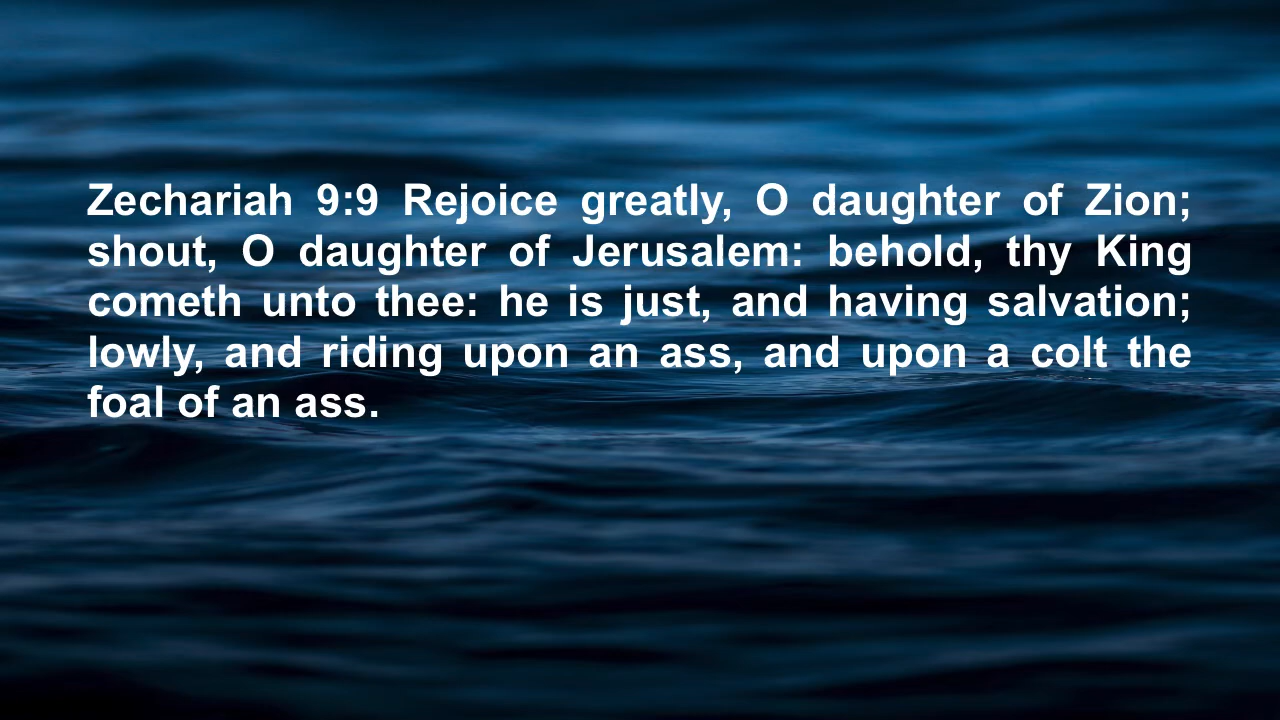 Zechariah 9:9 Rejoice greatly, O daughter of Zion;
shout, O daughter of Jerusalem: behold, thy King
cometh unto thee: he is just, and having salvation;
lowly, and riding upon an ass, and upon a colt the
foal of an ass.